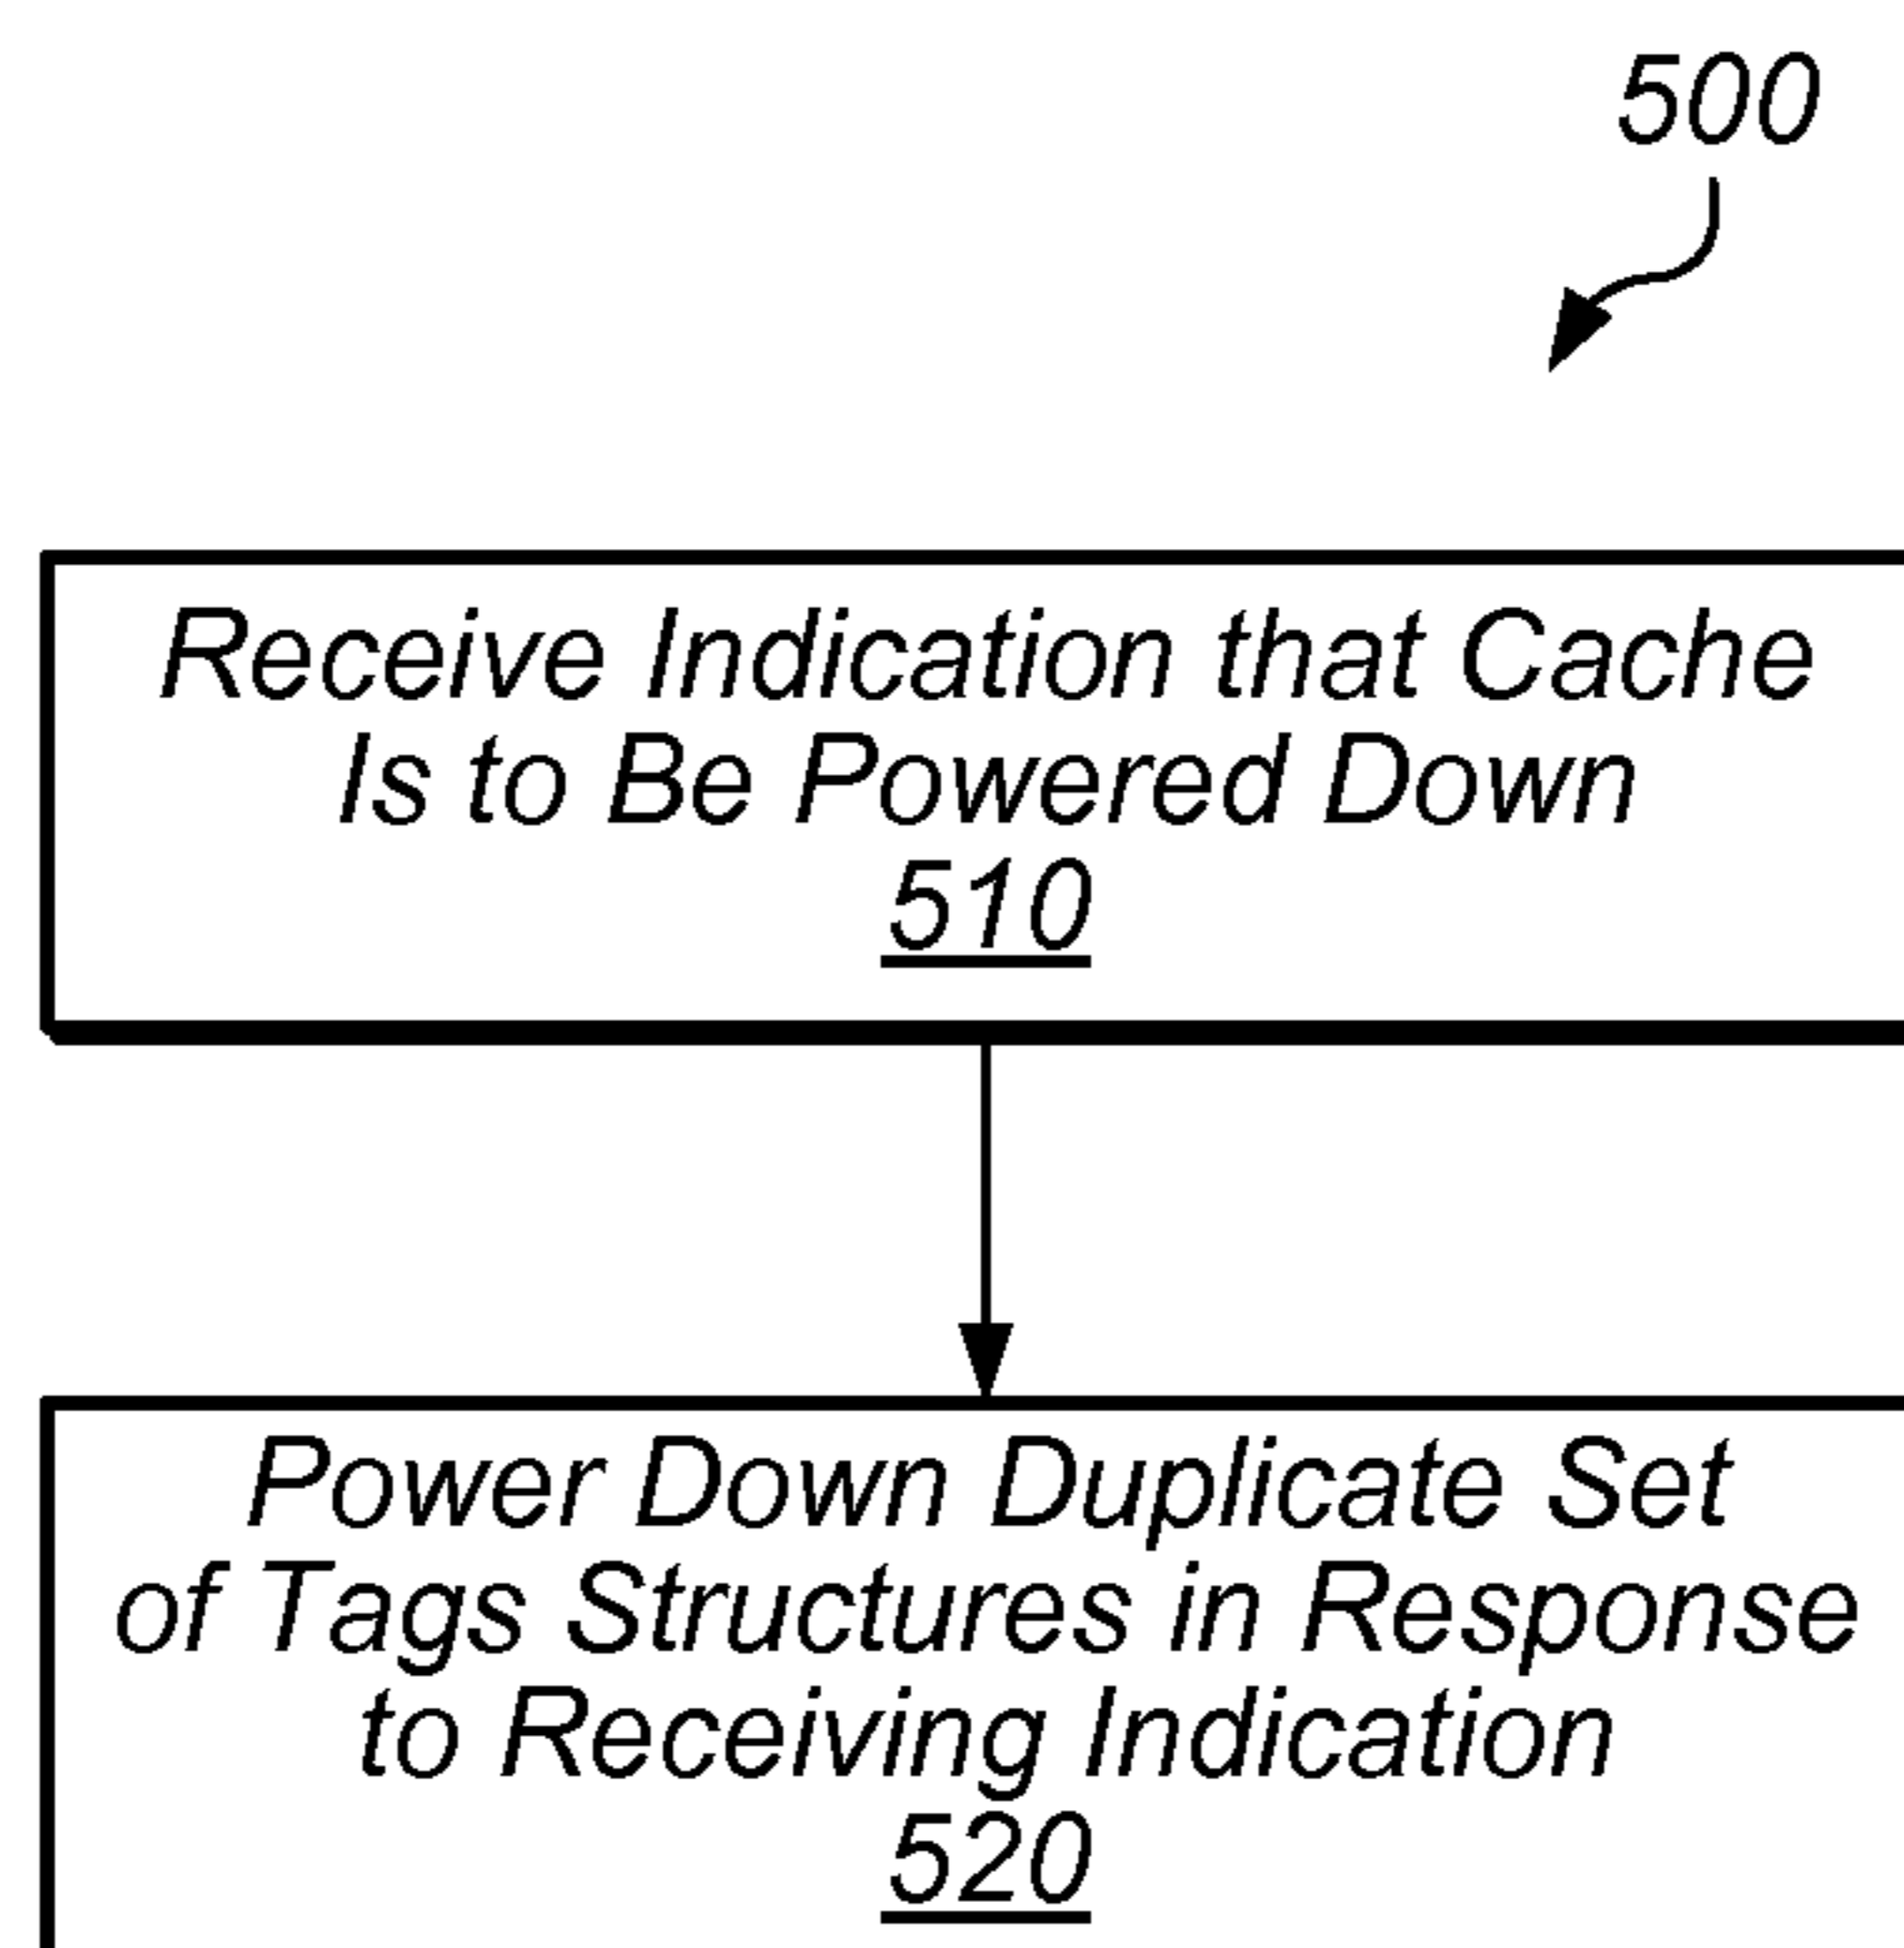 500
Receive Indication that Cache
Is to Be Powered Down
510
Power Down Duplicate Set
of Tags Structures in Response
to Receiving Indication
520